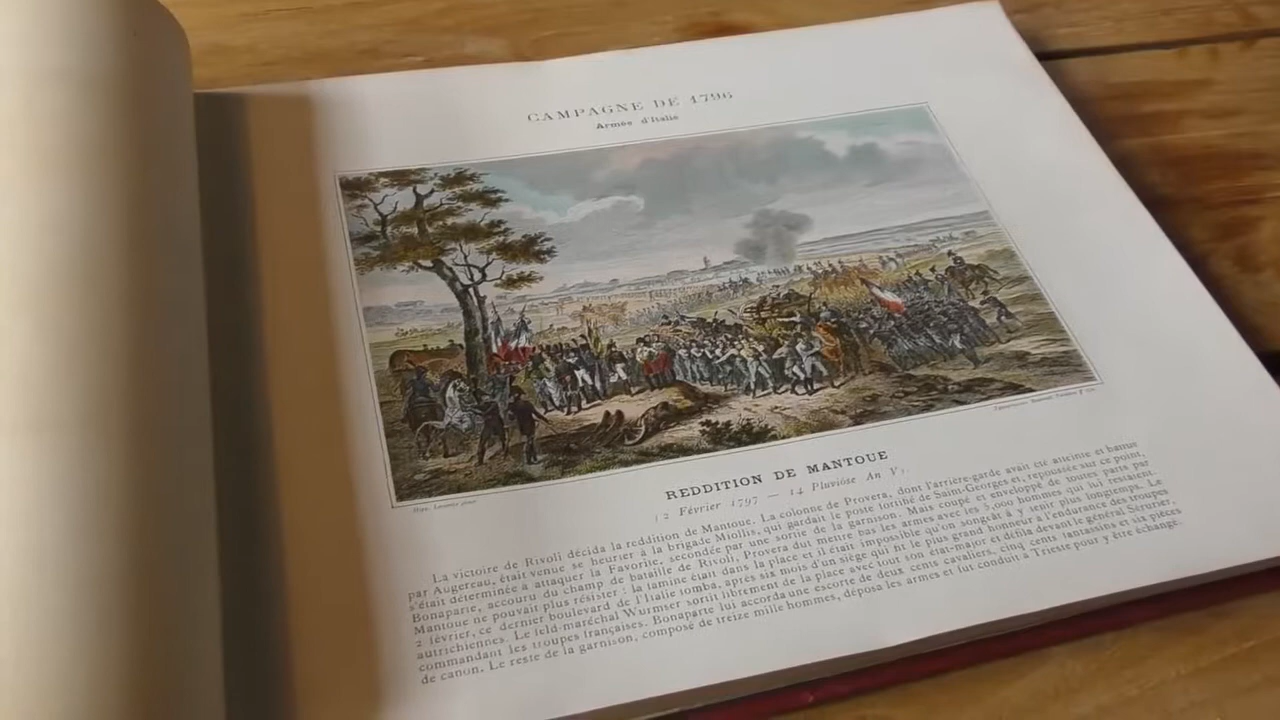 CAMPAGNE DE 1796
Armée d'Italie
Hipp. Lecomte pinxt
REDDITION DE MANTOUE
(2 Février 1797 — 14 Pluviôse An V).
La victoire de Rivoli décida la reddition de Mantoue. La colonne de Provera, dont l'arrière-garde avait été atteinte et battue
par Augereau, était venue se heurter à la brigade Miollis, qui gardait le poste fortifié de Saint-Georges et, repoussée sur ce point,
s'était déterminée à attaquer la Favorite, secondée par une sortie de la garnison. Mais coupé et enveloppé de toutes parts par
Bonaparte, accouru du champ de bataille de Rivoli, Provera dut mettre bas les armes avec les 5,000 hommes qui lui restaient.
Mantoue ne pouvait plus résister : la famine était dans la place et il était impossible qu'on songeât à y tenir plus longtemps. Le
2 février, ce dernier boulevard de l'Italie tomba, après six mois d'un siège qui fit le plus grand honneur à l'endurance des troupes
autrichiennes. Le feld-maréchal Wurmser sortit librement de la place avec tout son état-major et défila devant le général Sérurier,
commandant les troupes françaises. Bonaparte lui accorda une escorte de deux cents cavaliers, cinq cents fantassins et six pièces
de canon. Le reste de la garnison, composé de treize mille hommes, déposa les armes et fut conduit à Trieste pour y être échangé.